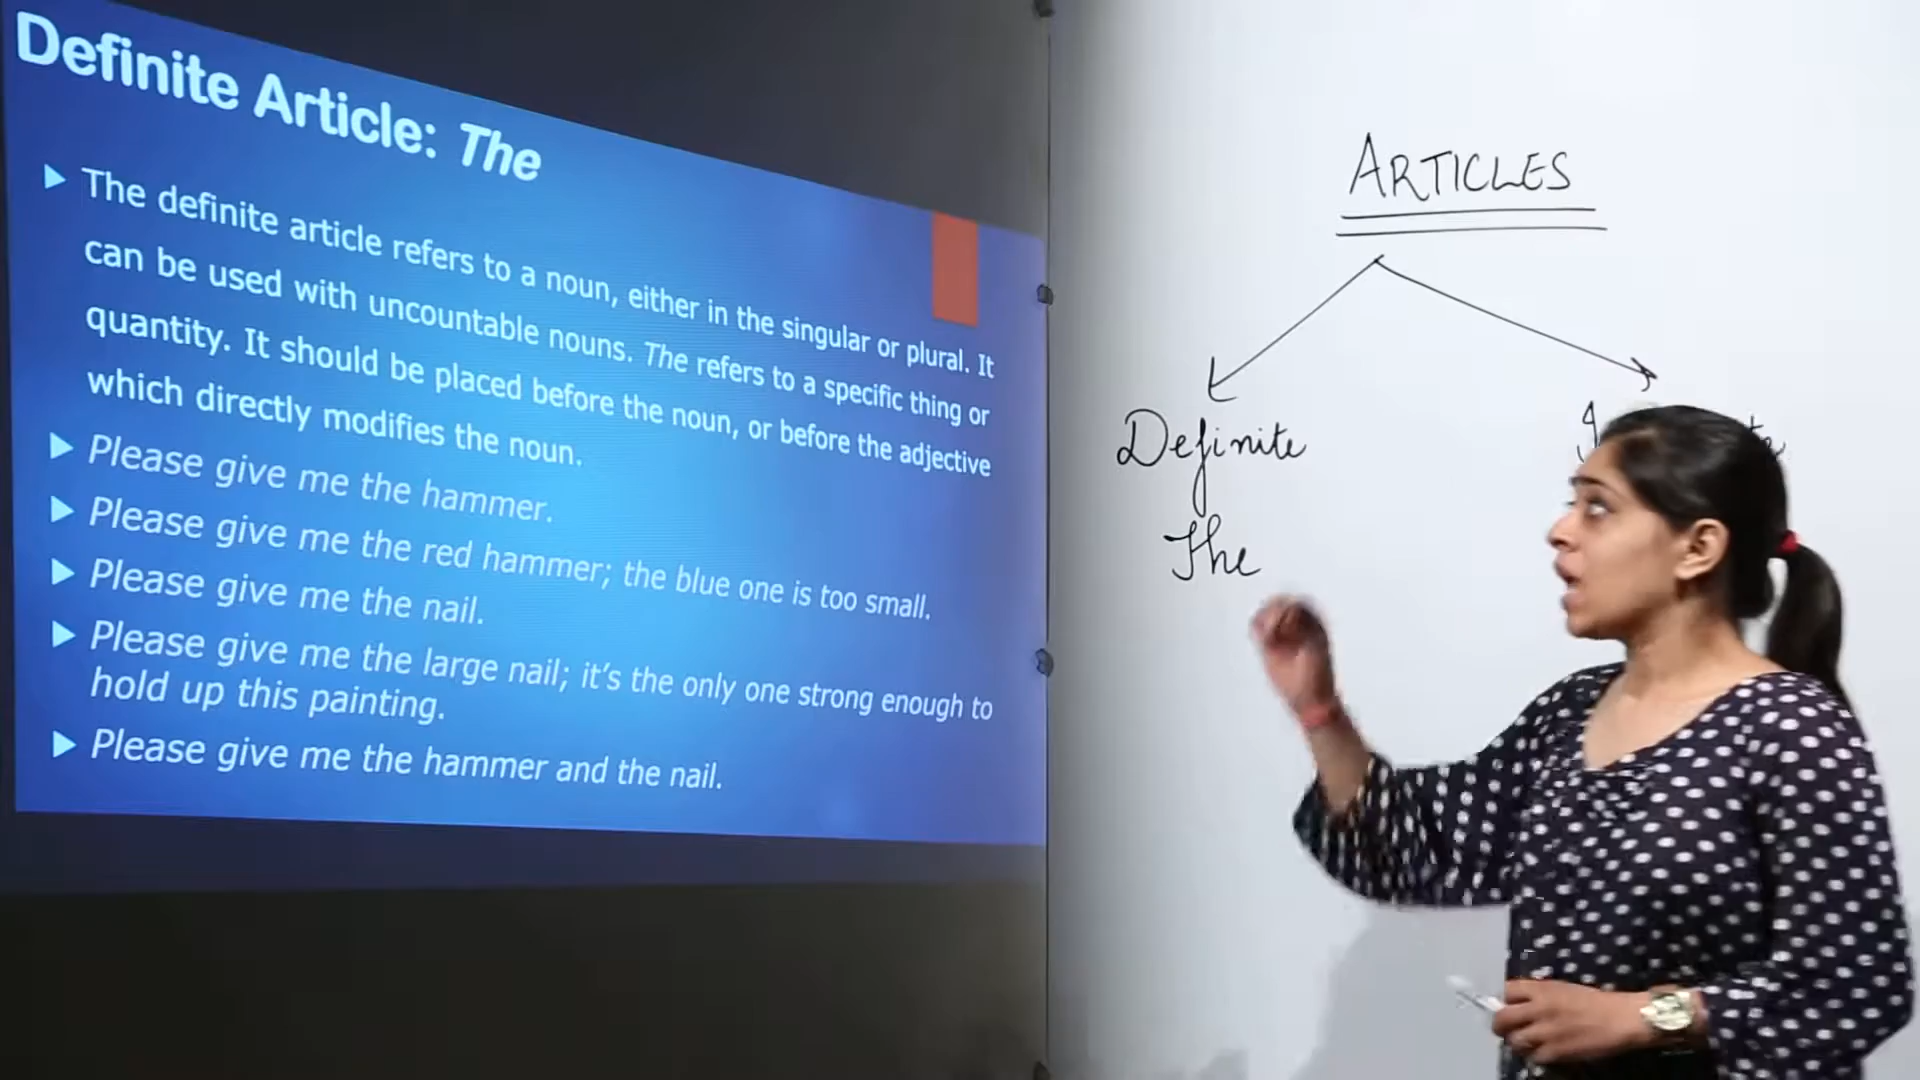 Definite Article: The
The definite article refers to a noun, either in the singular or plural. It
can be used with uncountable nouns. The refers to a specific thing or
quantity. It should be placed before the noun, or before the adjective
which directly modifies the noun.
Please give me the hammer.
Please give me the red hammer; the blue one is too small.
Please give me the nail.
Please give me the large nail; it's the only one strong enough to
hold up this painting.
Please give me the hammer and the nail.
ARTICLES
Definite
The